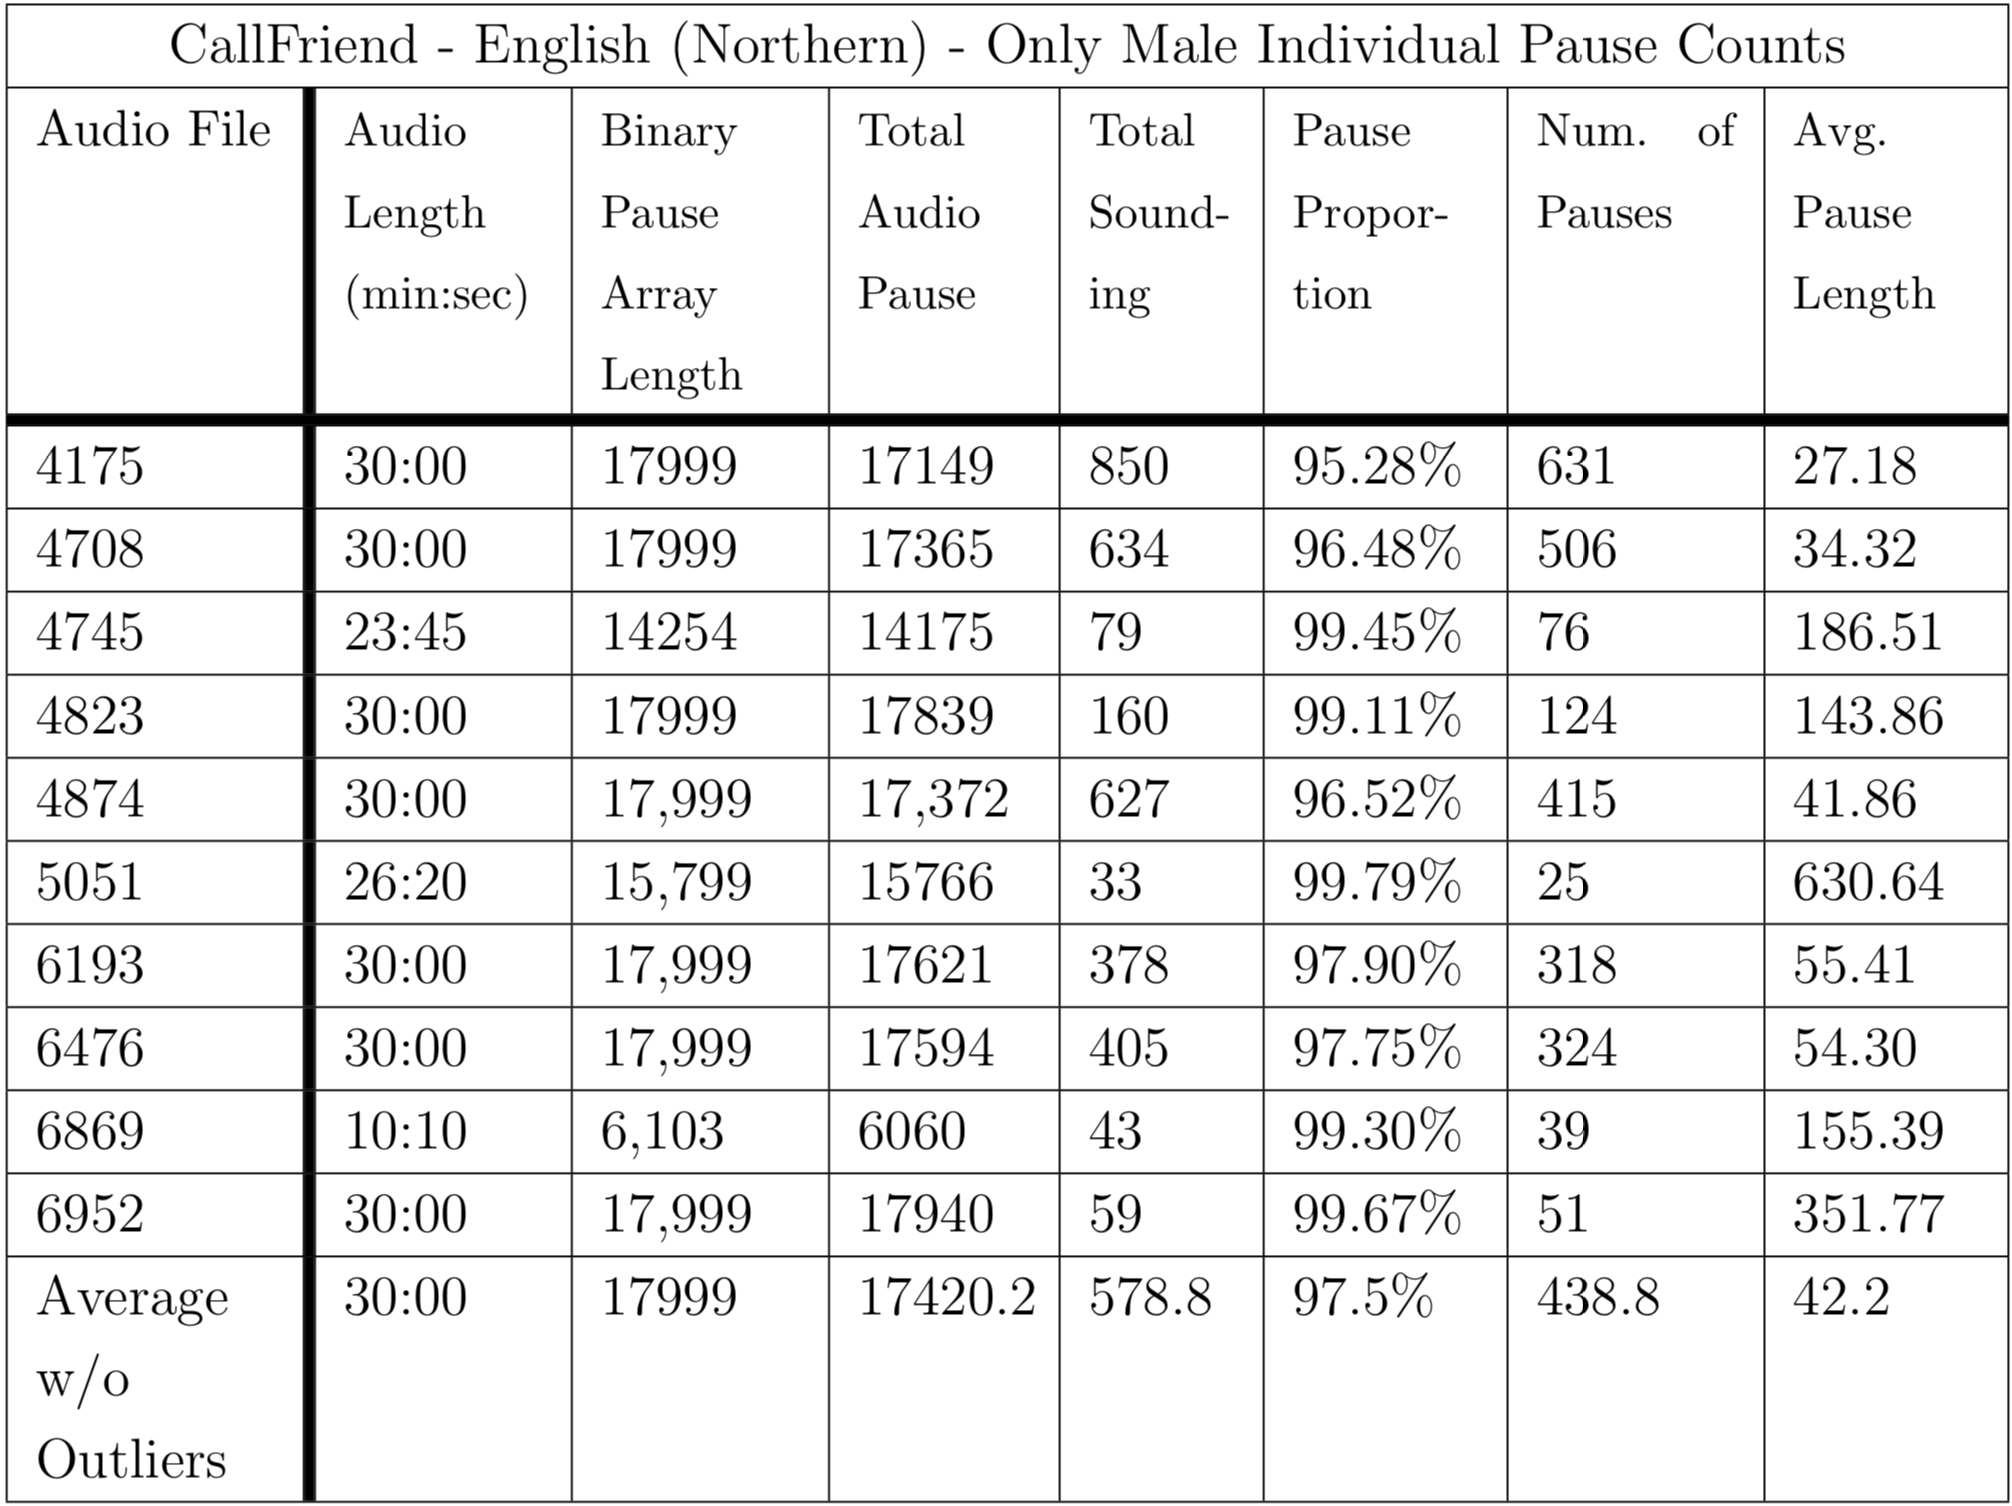 CallFriend - English (Northern) - Only Male Individual Pause Counts
Audio File Audio Length (min:sec) Binary Pause Array Length Total Audio Pause Total Sound-ing Pause Propor-tion Num. of Pauses Avg. Pause Length
4175 30:00 17999 17149 850 95.28% 631 27.18
4708 30:00 17999 17365 634 96.48% 506 34.32
4745 23:45 14254 14175 79 99.45% 76 186.51
4823 30:00 17999 17839 160 99.11% 124 143.86
4874 30:00 17,999 17,372 627 96.52% 415 41.86
5051 26:20 15,799 15766 33 99.79% 25 630.64
6193 30:00 17,999 17621 378 97.90% 318 55.41
6476 30:00 17,999 17594 405 97.75% 324 54.30
6869 10:10 6,103 6060 43 99.30% 39 155.39
6952 30:00 17,999 17940 59 99.67% 51 351.77
Average w/o Outliers 30:00 17999 17420.2 578.8 97.5% 438.8 42.2